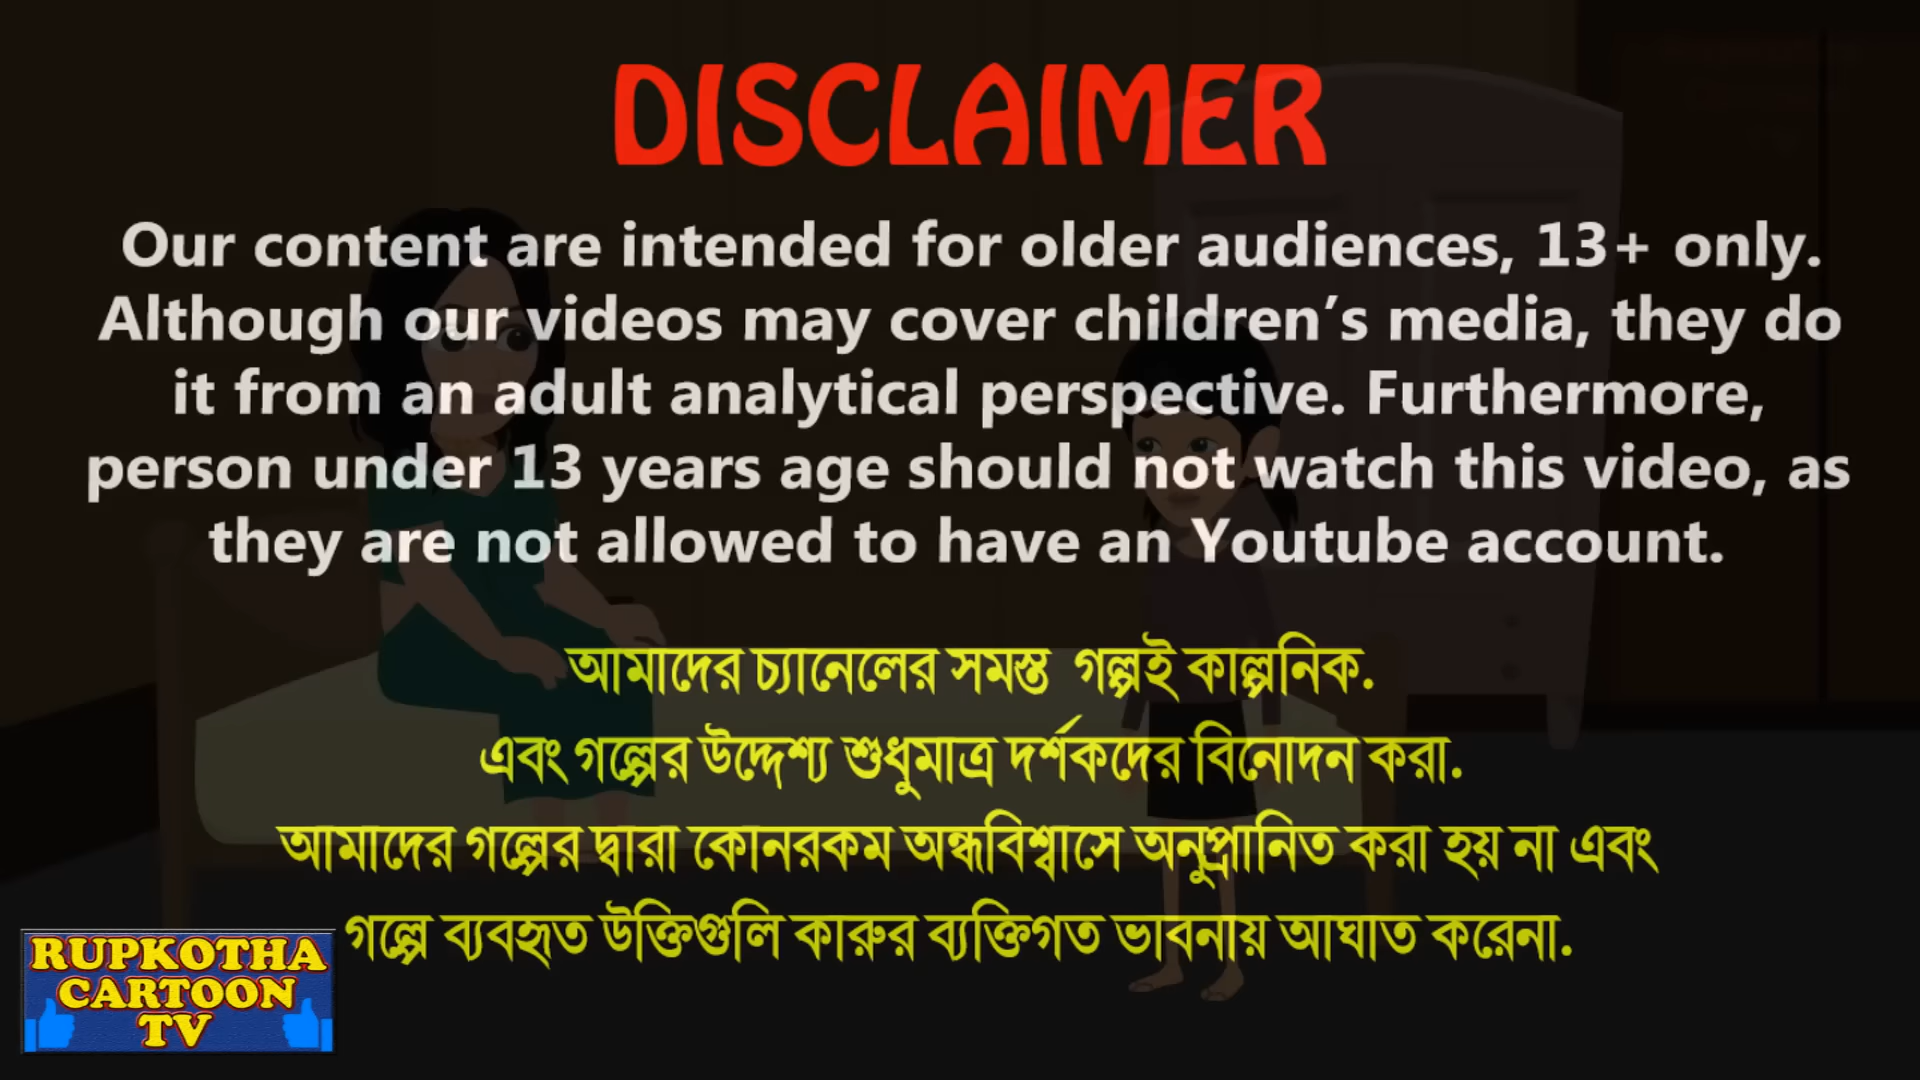 DISCLAIMER
Our content are intended for older audiences, 13+ only.
Although our videos may cover children’s media, they do
it from an adult analytical perspective. Furthermore,
person under 13 years age should not watch this video, as
they are not allowed to have an Youtube account.
আমাদের চ্যানেলের সমস্ত গল্পই কাল্পনিক.
এবং গল্পের উদ্দেশ্য শুধুমাত্র দর্শকদের বিনোদন করা.
আমাদের গল্পের দ্বারা কোনরকম অন্ধবিশ্বাসে অনুপ্রানিত করা হয় না এবং
গল্পে ব্যবহৃত উক্তিগুলি কারুর ব্যক্তিগত ভাবনায় আঘাত করেনা.
RUPKOTHA
CARTOON
TV